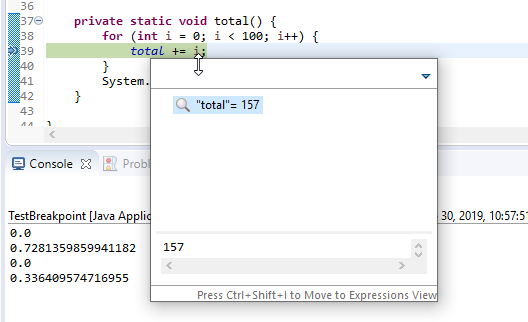 36
37 private static void total() {
38 for (int i = 0; i < 100; i++) {
39 total += i;
40 }
41 System.
42 }
43
44 }
"total"= 157
157
Press Ctrl+Shift+I to Move to Expressions View
Console Probl
TestBreakpoint [Java Applic 30, 2019, 10:57:51
0.0
0.7281359859941182
0.0
0.336409574716955